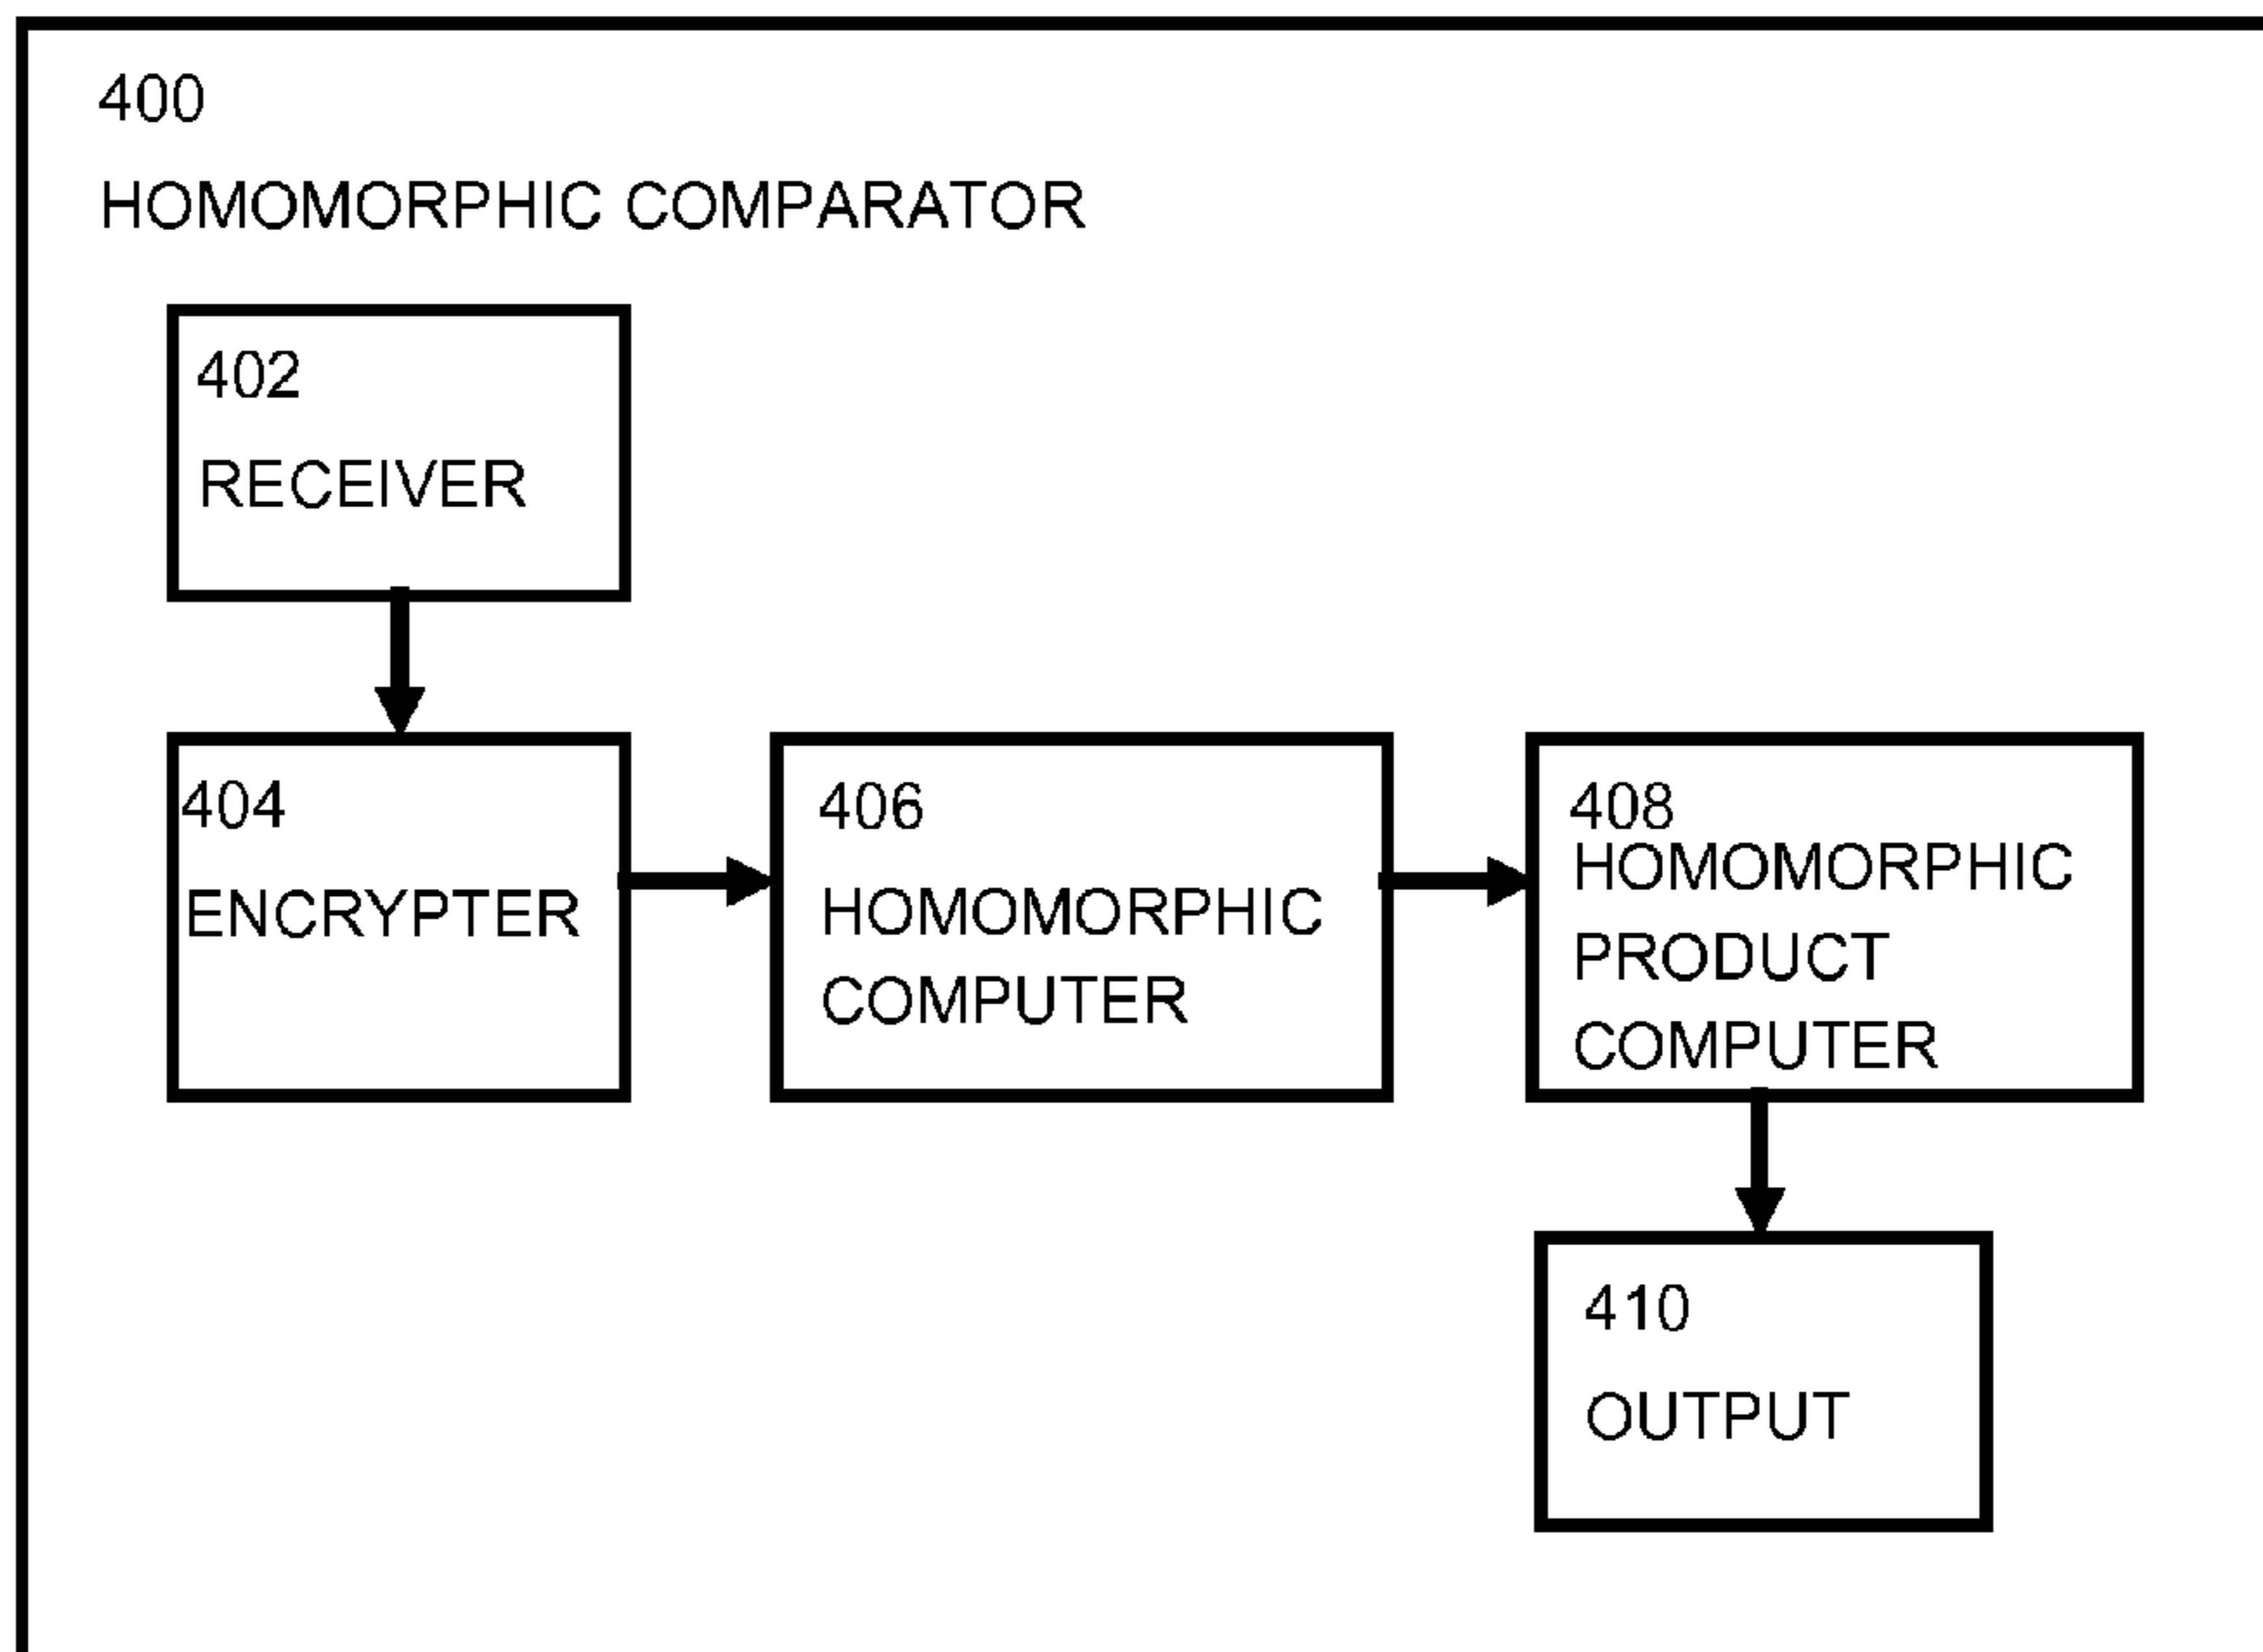 400
HOMOMORPHIC COMPARATOR
402
RECEIVER
404
ENCRYPTER
406
HOMOMORPHIC
COMPUTER
408
HOMOMORPHIC
PRODUCT
COMPUTER
410
OUTPUT